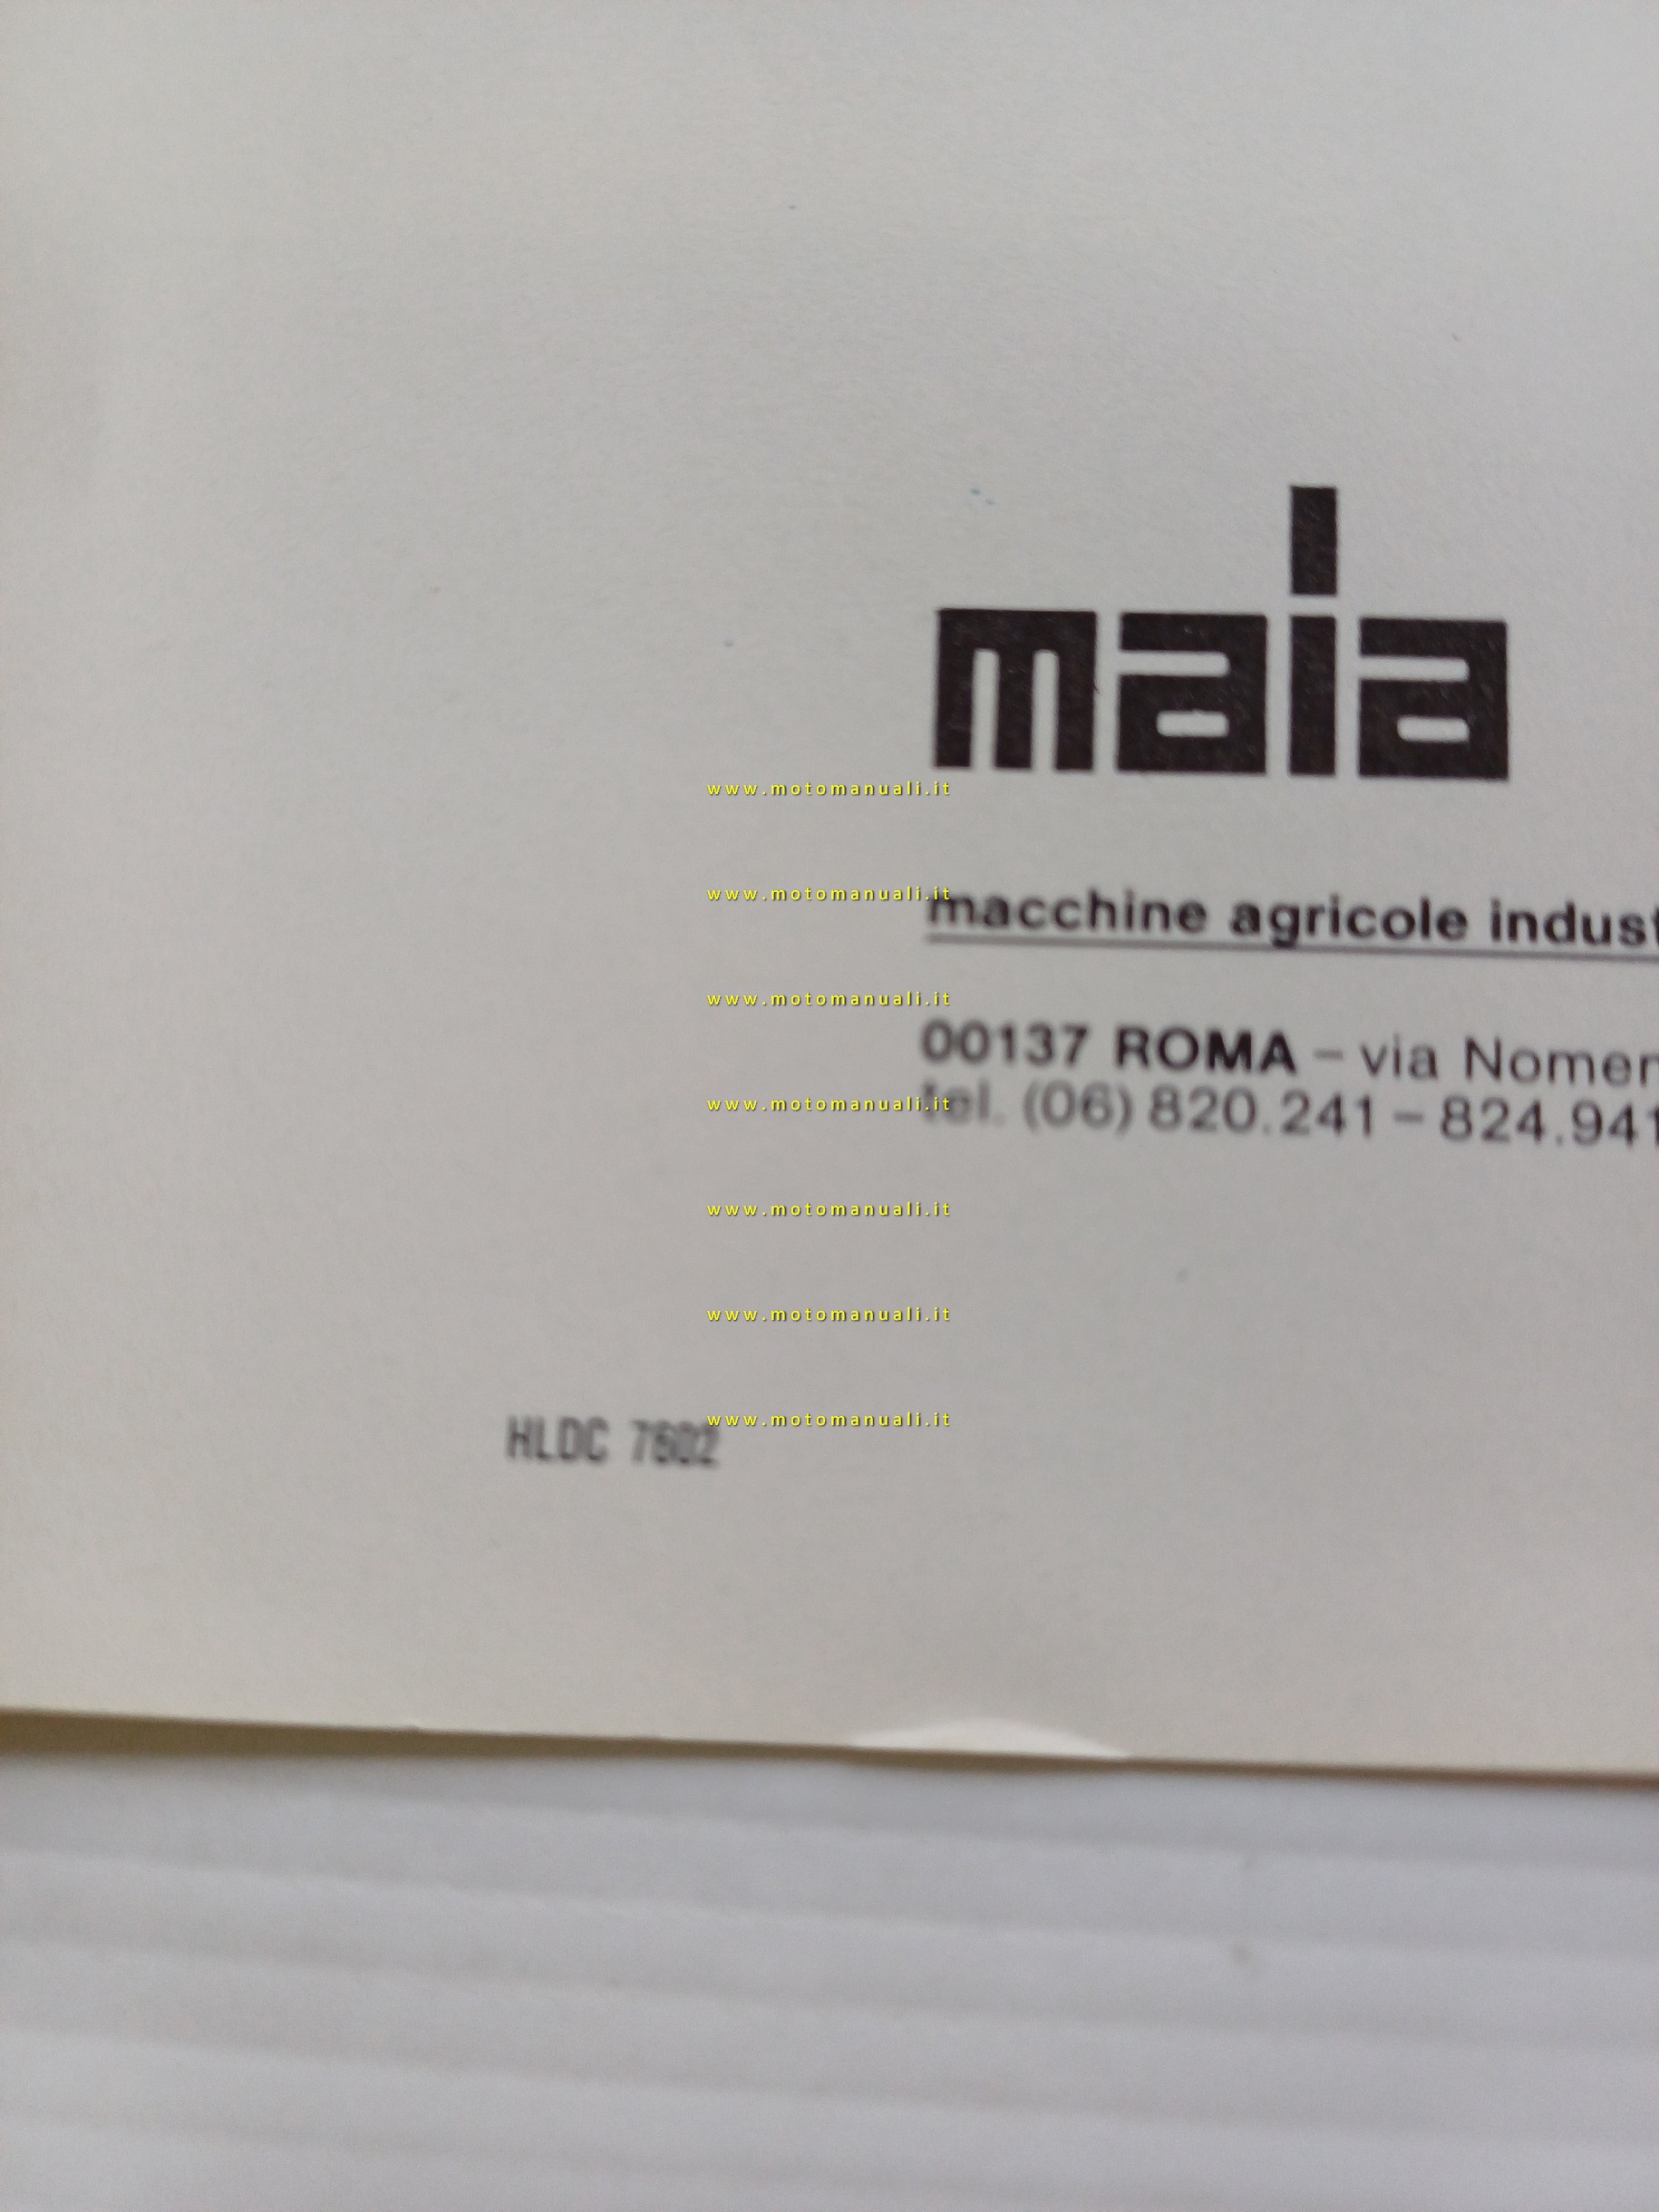 maia
www.motomanuali.it
www.motomanuali.it
macchine agricole indust
www.motomanuali.it
00137 ROMA – via Nomen
www.motomanuali.it
tel. (06) 820.241 – 824.941
www.motomanuali.it
www.motomanuali.it
www.motomanuali.it
HLDC 7602